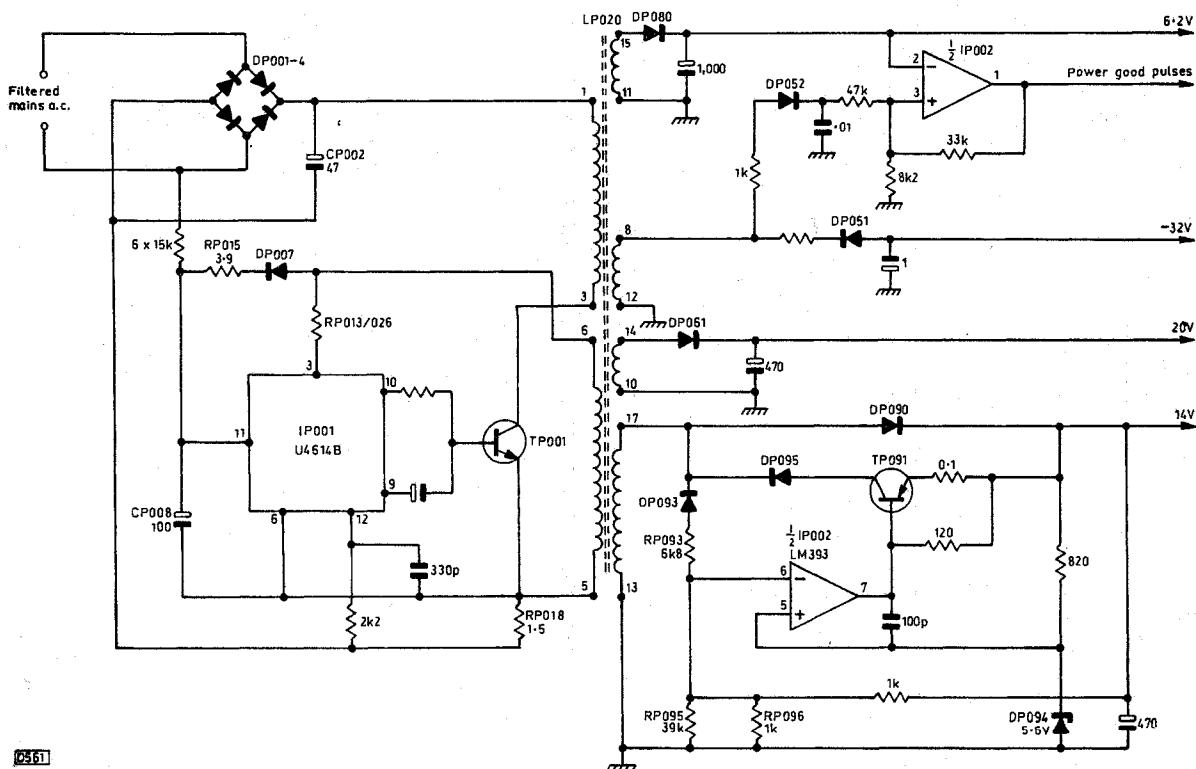 LP020
DP080
6·2V
15
1,000
11
½ IP002
2
-
3
+
1
Power good pulses
DP052
47k
·01
33k
8k2
1k
DP001-4
Filtered
mains a.c.
1
CP002
47
6 x 15k
RP015
3·9
DP007
8
DP051
-32V
1
3
12
RP013/026
6
14
DP061
20V
470
10
3
10
IP001
U4614B
11
9
6
12
TP001
CP008
100
330p
2k2
5
RP018
1·5
17
DP090
14V
DP095
TP091
0·1
DP093
RP093
6k8
½ IP002
LM393
6
-
5
+
7
120
820
100p
13
1k
RP095
39k
RP096
1k
DP094
5·6V
470
D561